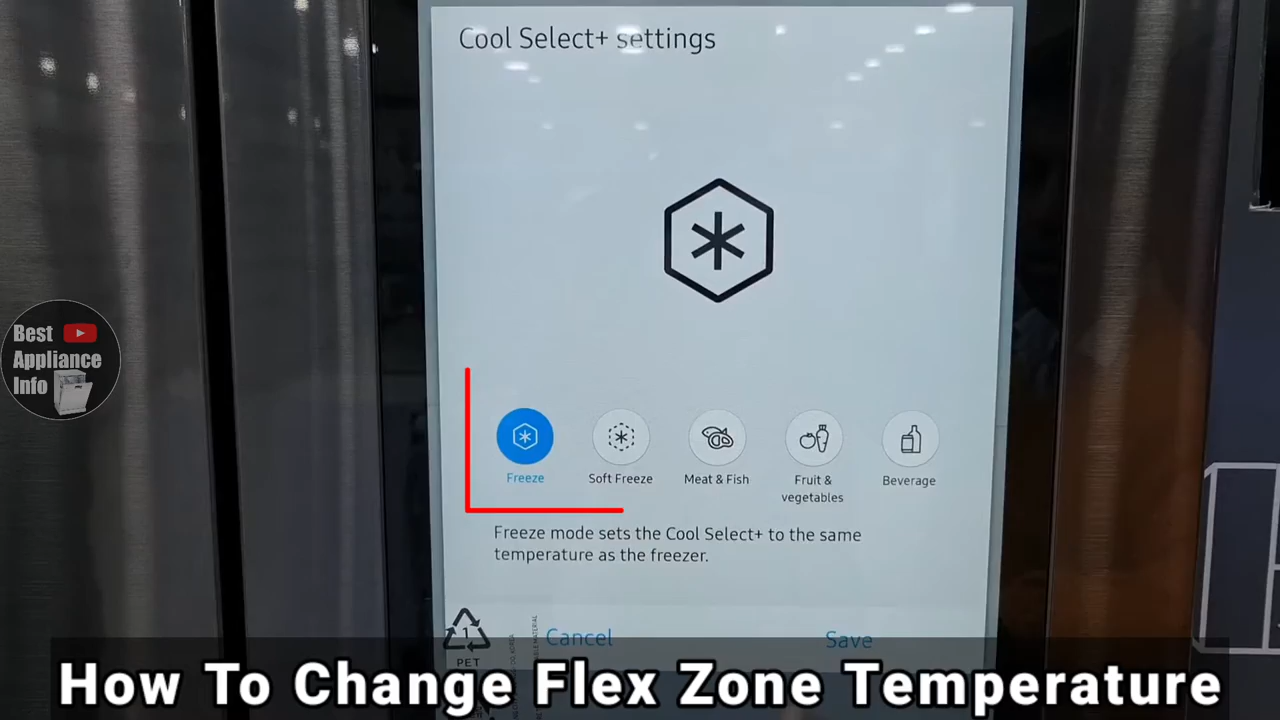 Cool Select+ settings
Best
Appliance
Info
Freeze
Soft Freeze
Meat & Fish
Fruit &
vegetables
Beverage
Freeze mode sets the Cool Select+ to the same
temperature as the freezer.
1
PET
Cancel
Save
How To Change Flex Zone Temperature